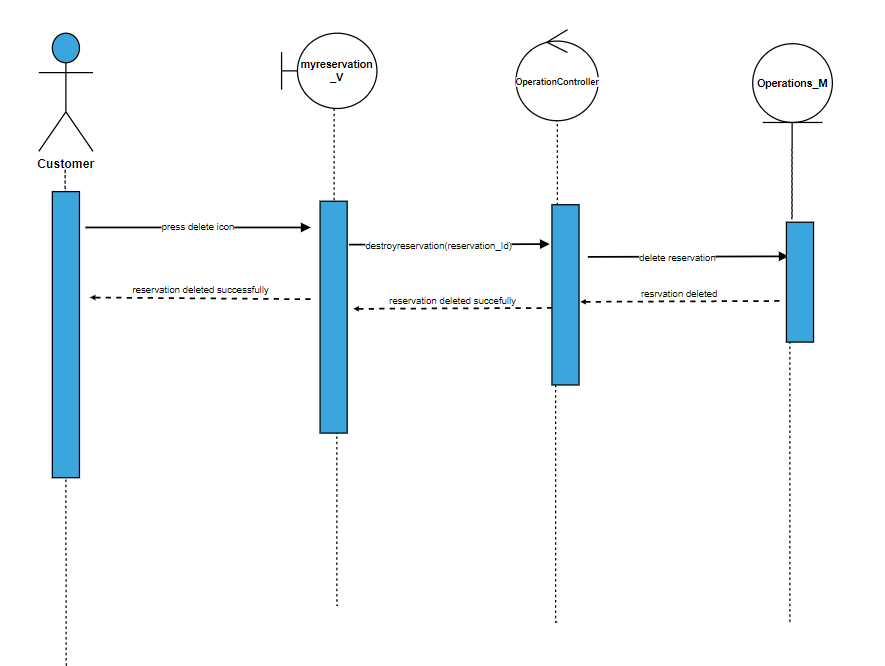 myreservation
_V
OperationController
Operations_M
Customer
press delete icon
destroyreservation(reservation_Id)
delete reservation
reservation deleted successfully
reservation deleted succefully
resrvation deleted